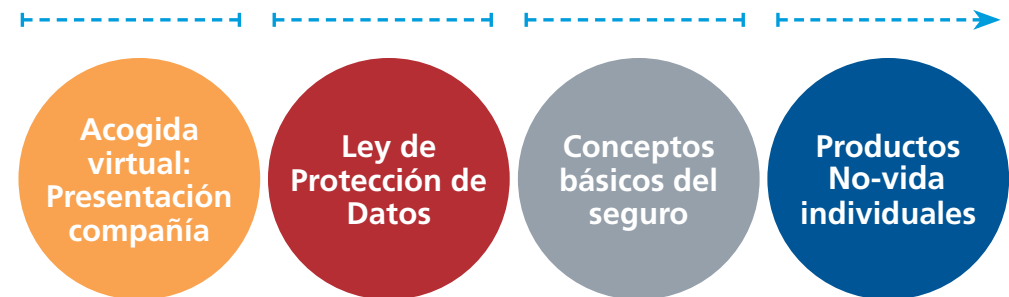 Acogida
virtual:
Presentación
compañía
Ley de
Protección de
Datos
Conceptos
básicos del
seguro
Productos
No-vida
individuales